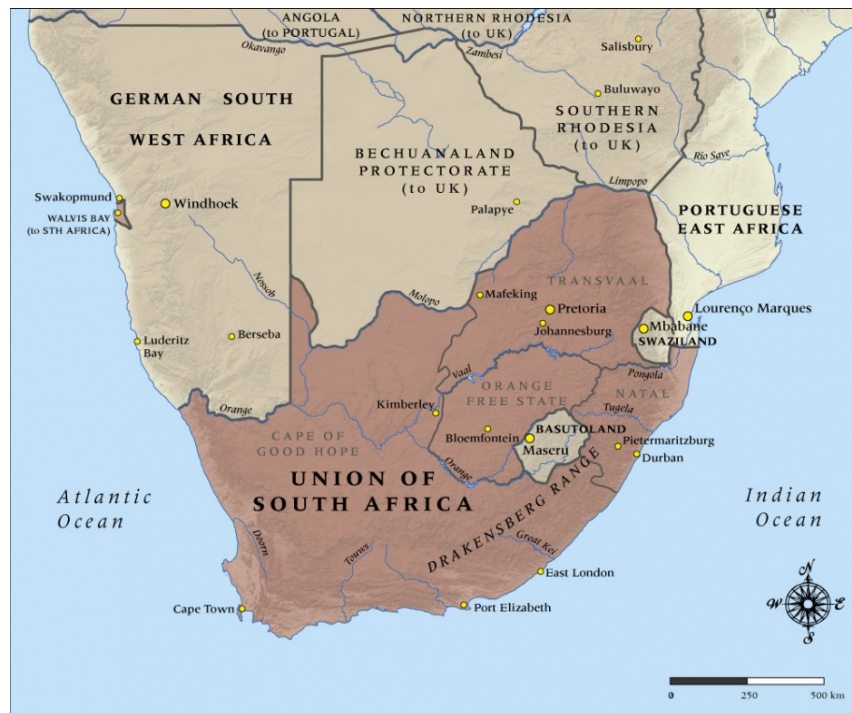 ANGOLA
(to PORTUGAL)
NORTHERN RHODESIA
(to UK)
Okavango
Zambesi
Salisbury
Buluwayo
GERMAN SOUTH
WEST AFRICA
SOUTHERN
RHODESIA
(to UK)
BECHUANALAND
PROTECTORATE
(to UK)
Rio Save
Limpopo
Swakopmund
WALVIS BAY
(to STH AFRICA)
Windhoek
Palapye
PORTUGUESE
EAST AFRICA
Nossob
Molopo
TRANSVAAL
Mafeking
Pretoria
Johannesburg
Lourenço Marques
Mbabane
SWAZILAND
Luderitz
Bay
Berseba
Vaal
Pongola
ORANGE
FREE STATE
NATAL
Orange
Kimberley
Tugela
CAPE OF
GOOD HOPE
Bloemfontein
BASUTOLAND
Maseru
Pietermaritzburg
Durban
Orange
UNION OF
SOUTH AFRICA
DRAKENSBERG RANGE
Atlantic
Ocean
Indian
Ocean
Doorn
Touws
Great Kei
East London
Cape Town
Port Elizabeth
N
W
E
S
0 250 500 km